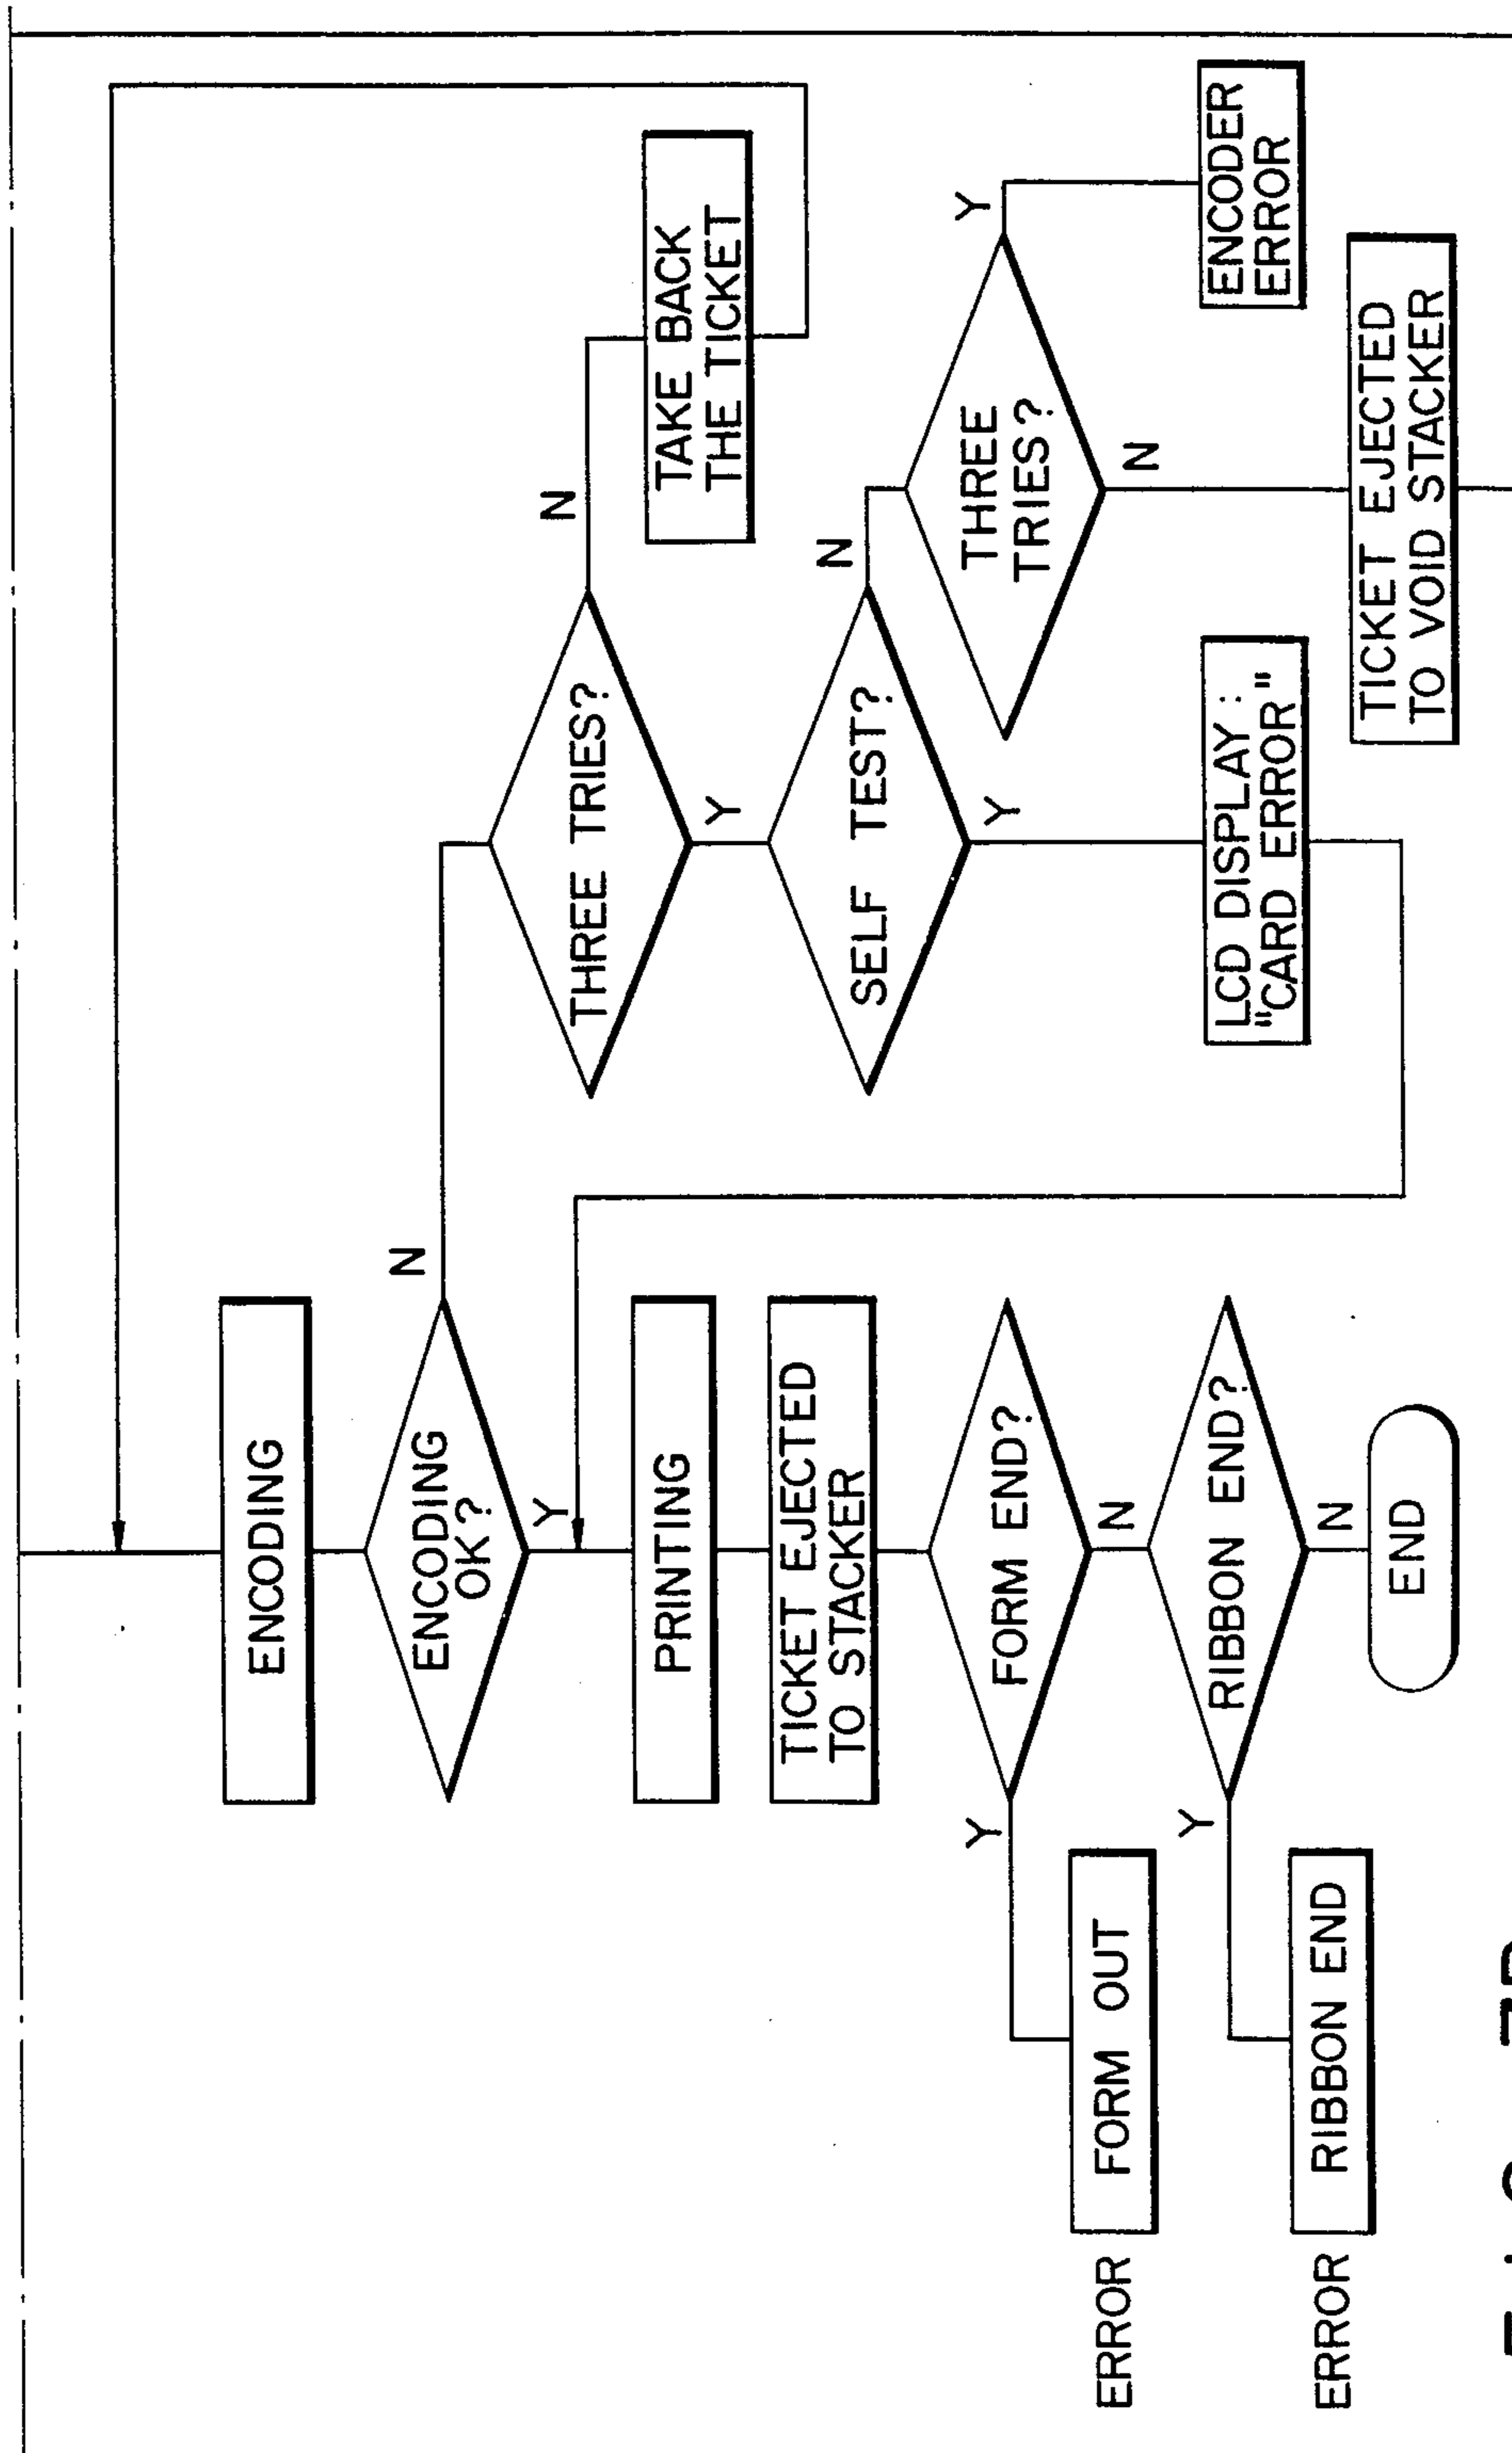 ENCODING
ENCODING
OK?
N
Y
PRINTING
TICKET EJECTED
TO STACKER
FORM END?
Y
N
ERROR
FORM OUT
RIBBON END?
Y
N
ERROR
RIBBON END
END
THREE TRIES?
N
Y
TAKE BACK
THE TICKET
SELF TEST?
N
Y
LCD DISPLAY :
"CARD ERROR "
THREE
TRIES?
Y
N
ENCODER
ERROR
TICKET EJECTED
TO VOID STACKER